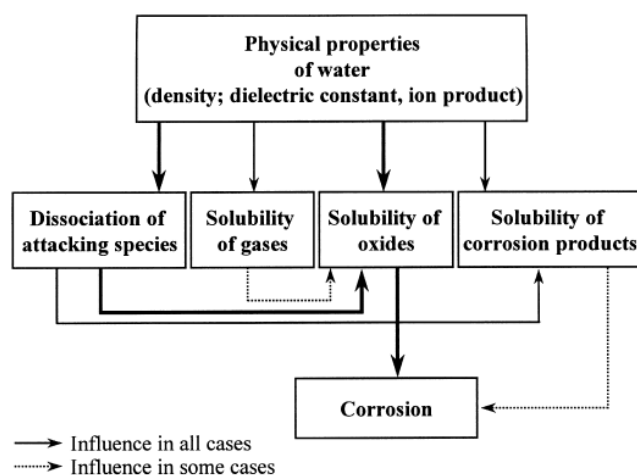 Physical properties
of water
(density; dielectric constant, ion product)
Dissociation of
attacking species
Solubility
of gases
Solubility of
oxides
Solubility of
corrosion products
Corrosion
Influence in all cases
Influence in some cases